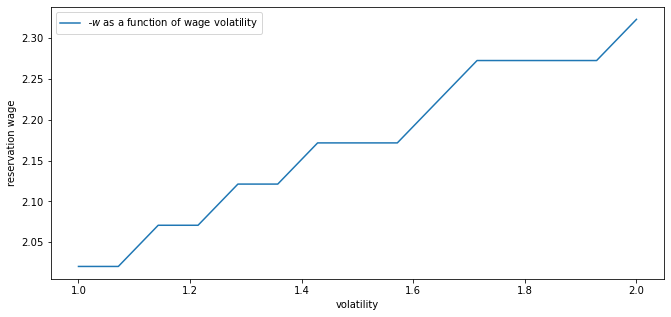 -w as a function of wage volatility
2.30
2.25
2.20
2.15
2.10
2.05
reservation wage
1.0 1.2 1.4 1.6 1.8 2.0
volatility